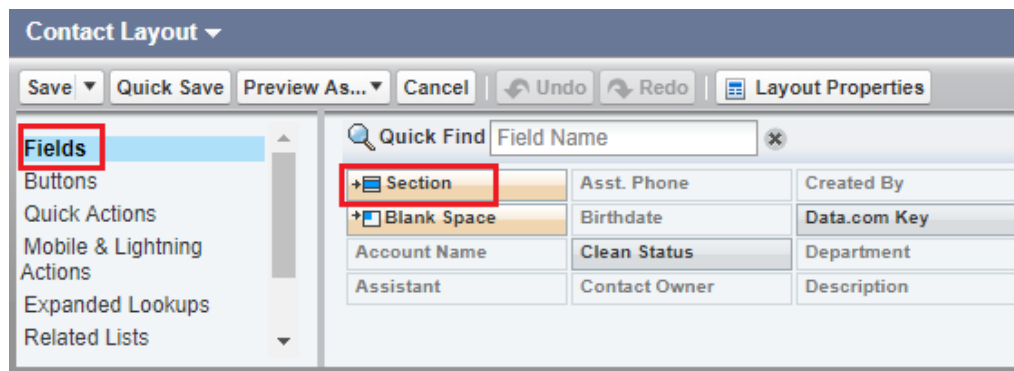 Contact Layout
Save Quick Save Preview As... Cancel Undo Redo Layout Properties
Fields
Buttons
Quick Actions
Mobile & Lightning
Actions
Expanded Lookups
Related Lists
Quick Find Field Name
Section Asst. Phone Created By
Blank Space Birthdate Data.com Key
Account Name Clean Status Department
Assistant Contact Owner Description